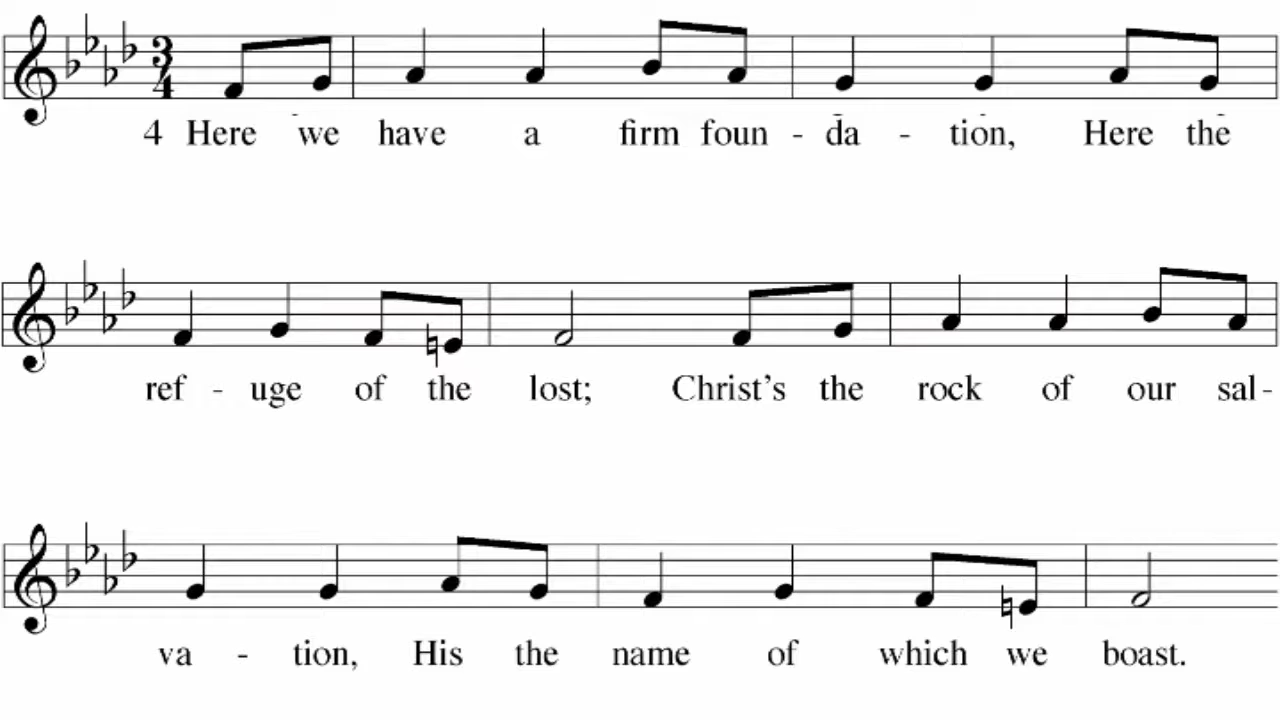 4 Here we have a firm foun - da - tion, Here the
ref - uge of the lost; Christ's the rock of our sal-
va - tion, His the name of which we boast.